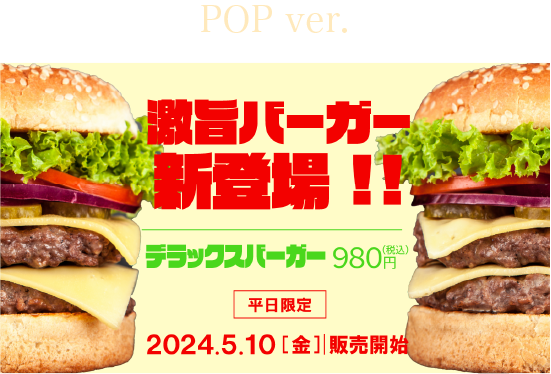 POP ver.
激旨バーガー
新登場！！
デラックスバーガー 980円(税込)
平日限定
2024.5.10［金］|販売開始